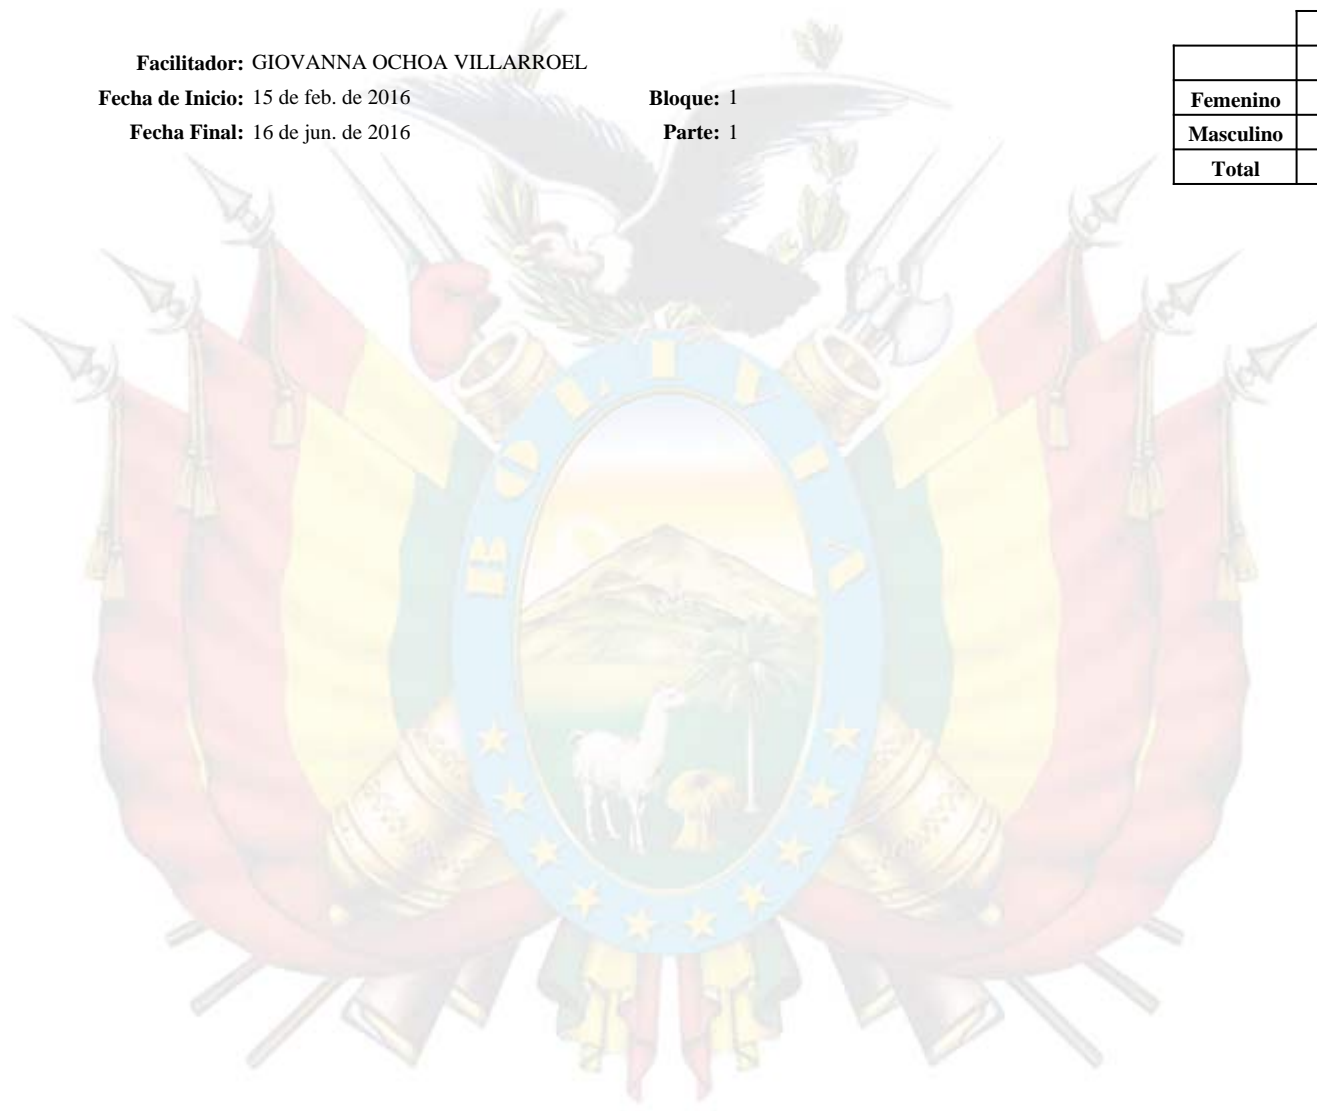 Facilitador: GIOVANNA OCHOA VILLARROEL
Fecha de Inicio: 15 de feb. de 2016 Bloque: 1
Fecha Final: 16 de jun. de 2016 Parte: 1
Femenino
Masculino
Total
BOLIVIA